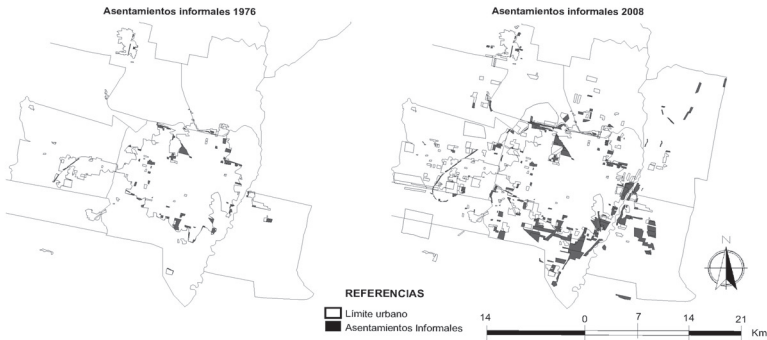 Asentamientos informales 1976
Asentamientos informales 2008
N
REFERENCIAS
Límite urbano
Asentamientos Informales
14 0 7 14 21
Km